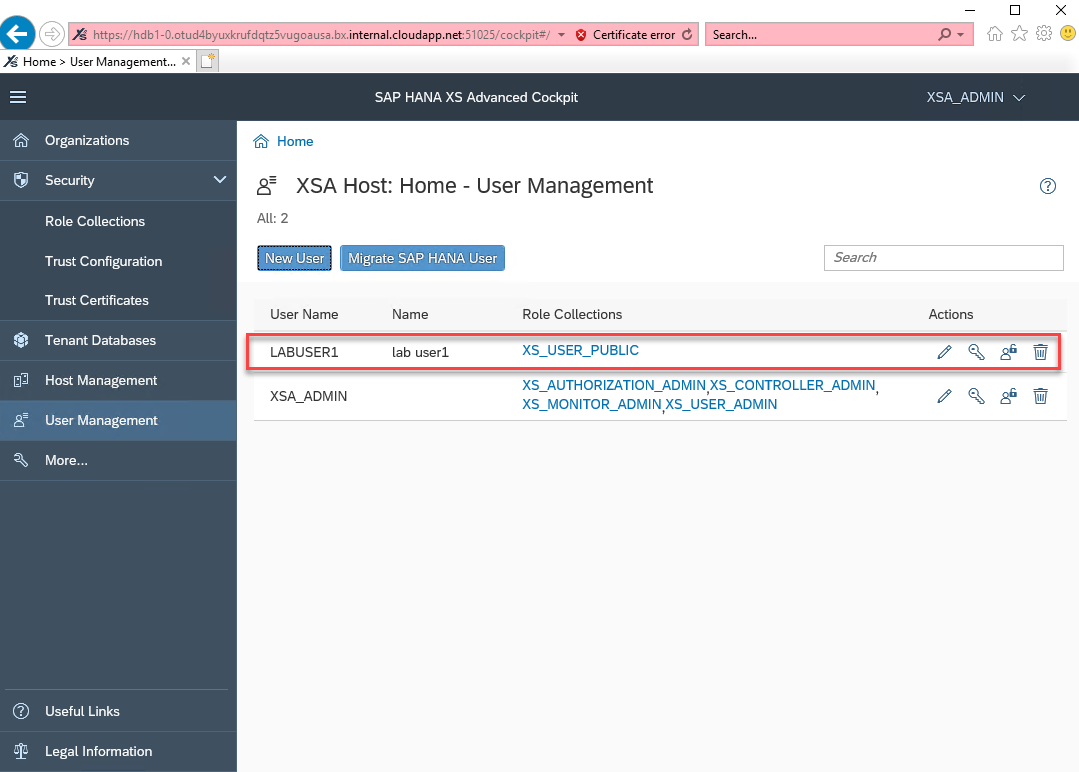 https://hdb1-0.otud4byuxkrufdqtz5vugoausa.bx.internal.cloudapp.net:51025/cockpit#/ Certificate error Search...
Home > User Management...
SAP HANA XS Advanced Cockpit XSA_ADMIN
Organizations
Security
Role Collections
Trust Configuration
Trust Certificates
Tenant Databases
Host Management
User Management
More...
Useful Links
Legal Information
Home
XSA Host: Home - User Management
All: 2
New User Migrate SAP HANA User Search
User Name Name Role Collections Actions
LABUSER1 lab user1 XS_USER_PUBLIC
XSA_ADMIN XS_AUTHORIZATION_ADMIN,XS_CONTROLLER_ADMIN,
XS_MONITOR_ADMIN,XS_USER_ADMIN